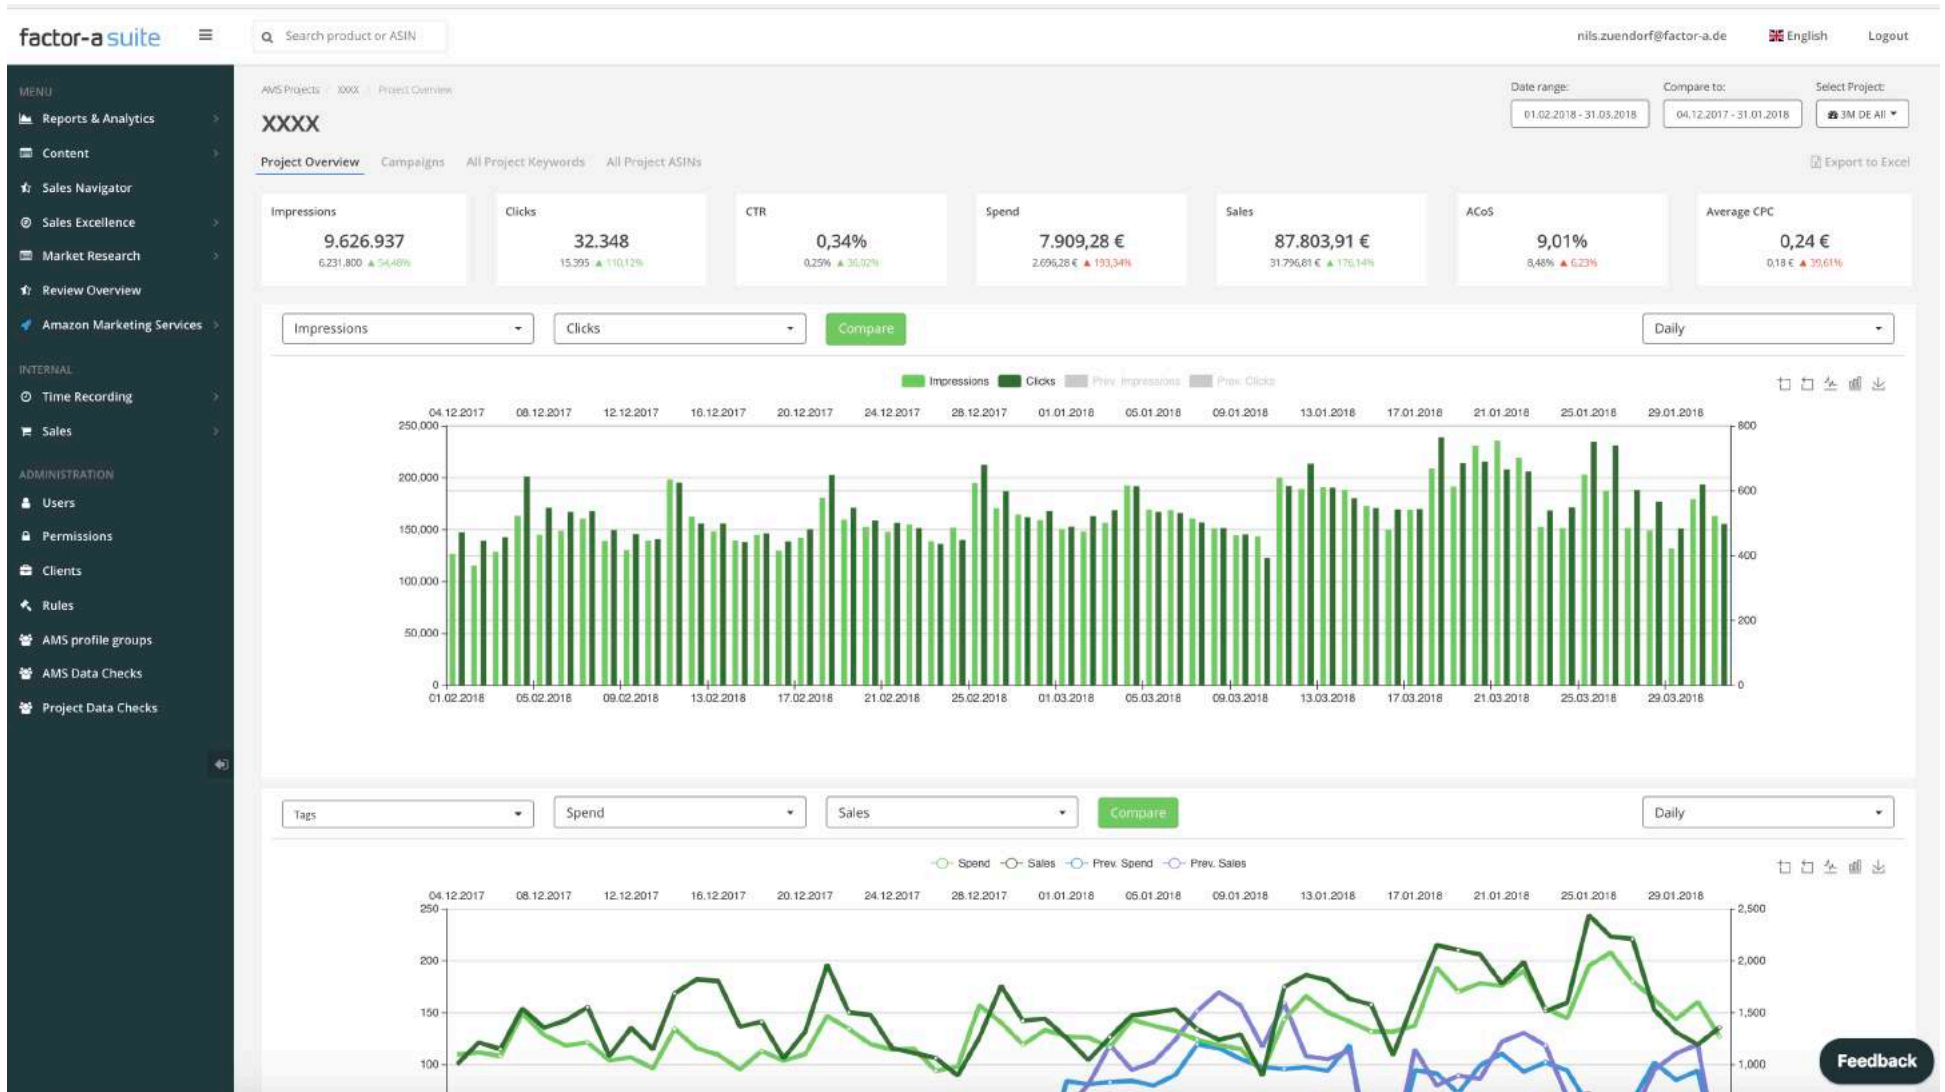 factor-a suite
Search product or ASIN
nils.zuendorf@factor-a.de
English
Logout
MENU
Reports & Analytics
Content
Sales Navigator
Sales Excellence
Market Research
Review Overview
Amazon Marketing Services
INTERNAL
Time Recording
Sales
ADMINISTRATION
Users
Permissions
Clients
Rules
AMS profile groups
AMS Data Checks
Project Data Checks
AMS Projects / XXXX / Project Overview
XXXX
Date range:
01.02.2018 - 31.03.2018
Compare to:
04.12.2017 - 31.01.2018
Select Project:
3M DE All
Project Overview
Campaigns
All Project Keywords
All Project ASINs
Export to Excel
Impressions
9.626.937
6.231.800 ▲ 54,48%
Clicks
32.348
15.395 ▲ 110,12%
CTR
0,34%
0,25% ▲ 36,02%
Spend
7.909,28 €
2.696,28 € ▲ 193,34%
Sales
87.803,91 €
31.796,81 € ▲ 176,14%
ACoS
9,01%
8,48% ▲ 6,23%
Average CPC
0,24 €
0,18 € ▲ 39,61%
Impressions
Clicks
Compare
Daily
Impressions Clicks Prev. Impressions Prev. Clicks
04.12.2017 08.12.2017 12.12.2017 16.12.2017 20.12.2017 24.12.2017 28.12.2017 01.01.2018 05.01.2018 09.01.2018 13.01.2018 17.01.2018 21.01.2018 25.01.2018 29.01.2018
250,000 800
200,000
600
150,000
400
100,000
50,000
200
0 0
01.02.2018 05.02.2018 09.02.2018 13.02.2018 17.02.2018 21.02.2018 25.02.2018 01.03.2018 05.03.2018 09.03.2018 13.03.2018 17.03.2018 21.03.2018 25.03.2018 29.03.2018
Tags
Spend
Sales
Compare
Daily
Spend Sales Prev. Spend Prev. Sales
04.12.2017 08.12.2017 12.12.2017 16.12.2017 20.12.2017 24.12.2017 28.12.2017 01.01.2018 05.01.2018 09.01.2018 13.01.2018 17.01.2018 21.01.2018 25.01.2018 29.01.2018
250 2,500
200 2,000
150 1,500
100 1,000
Feedback